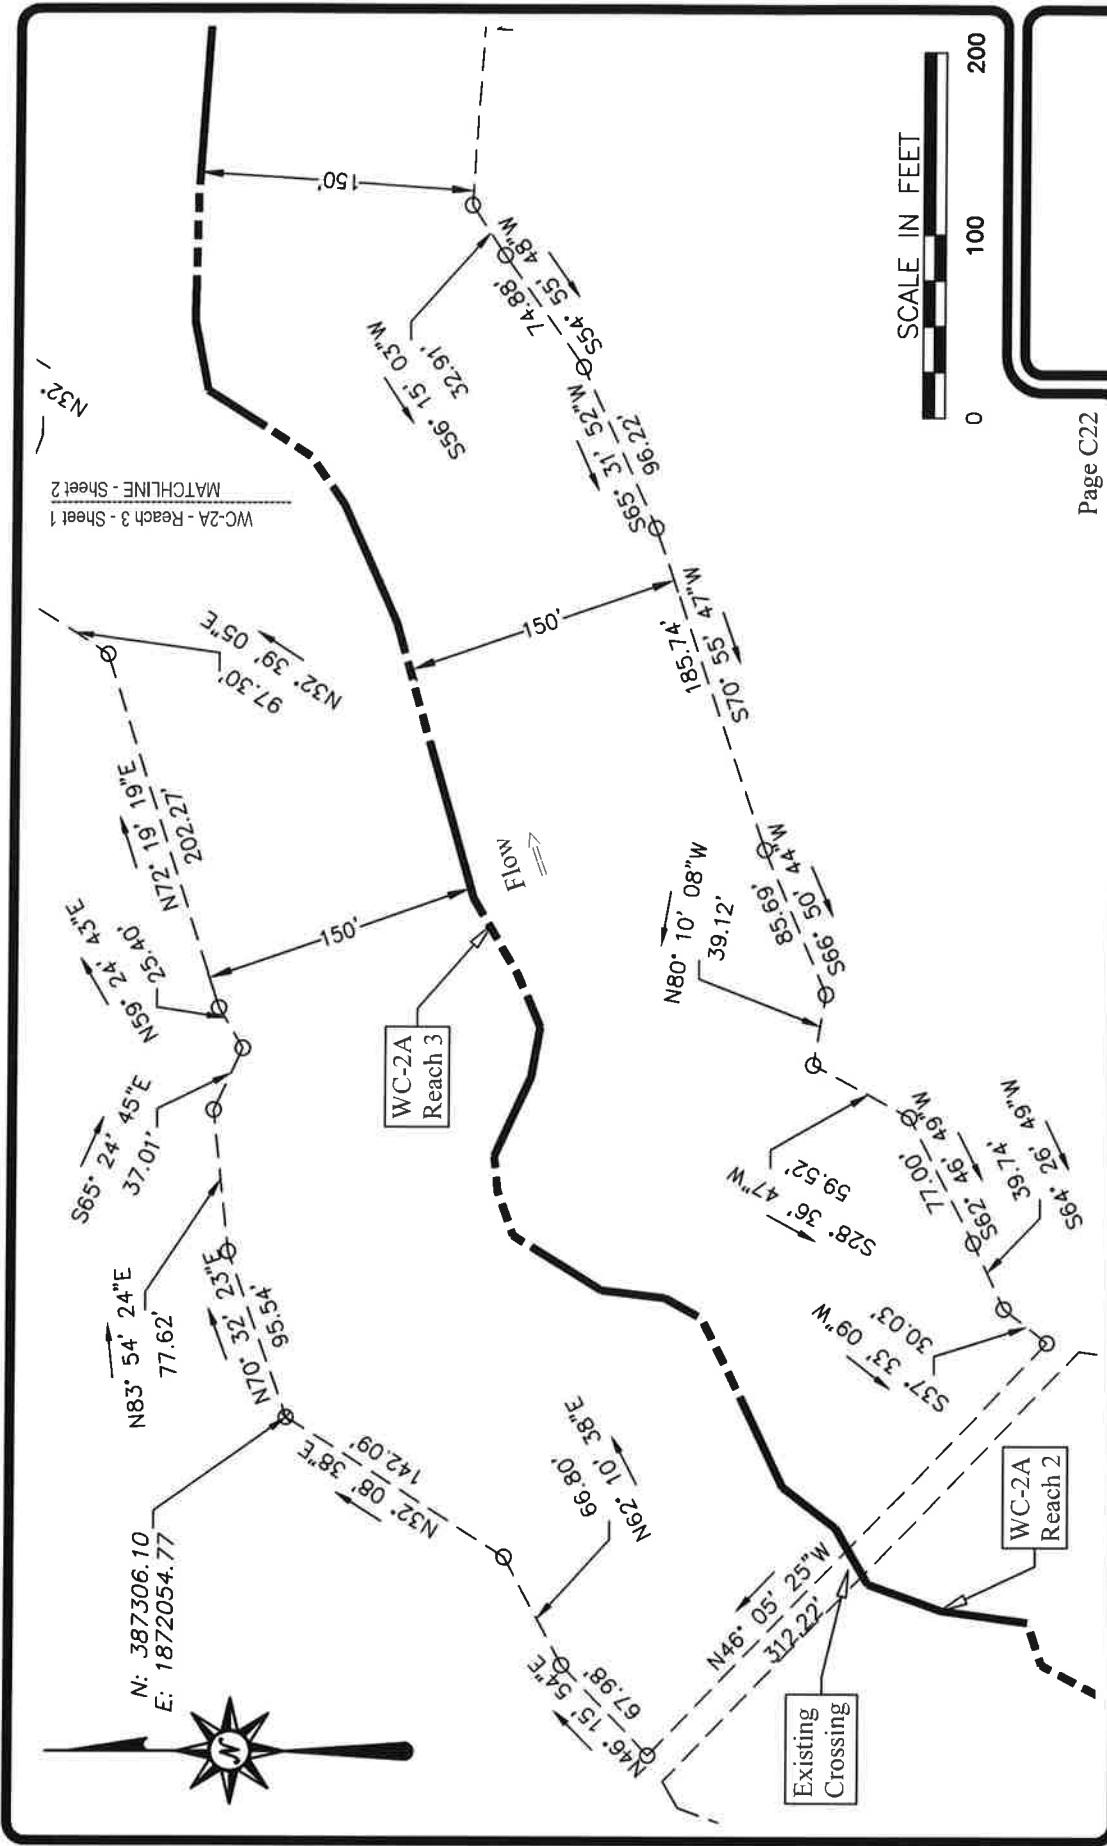 N: 387306.10
E: 1872054.77
N83° 54' 24"E
77.62'
S65° 24' 45"E
37.01'
N59° 24' 43"E
25.40'
N72° 19' 19"E
202.27'
N32° 39' 05"E
97.30'
N32°
WC-2A - Reach 3 - Sheet 1
MATCHLINE - Sheet 2
N70° 32' 23"E
95.54'
N32° 08' 38"E
142.09'
N62° 10' 38"E
66.80'
N46° 15' 54"E
67.98'
N46° 05' 25"W
312.22'
Existing
Crossing
WC-2A
Reach 2
WC-2A
Reach 3
Flow
150'
150'
150'
S56° 15' 03"W
32.91'
S54° 55' 48"W
74.88'
S65° 31' 52"W
96.22'
S70° 55' 47"W
185.74'
S66° 50' 44"W
85.69'
N80° 10' 08"W
39.12'
S28° 36' 47"W
59.52'
S62° 46' 49"W
77.00'
S64° 26' 49"W
39.74'
S37° 33' 09"W
30.03'
N
SCALE IN FEET
0 100 200
Page C22